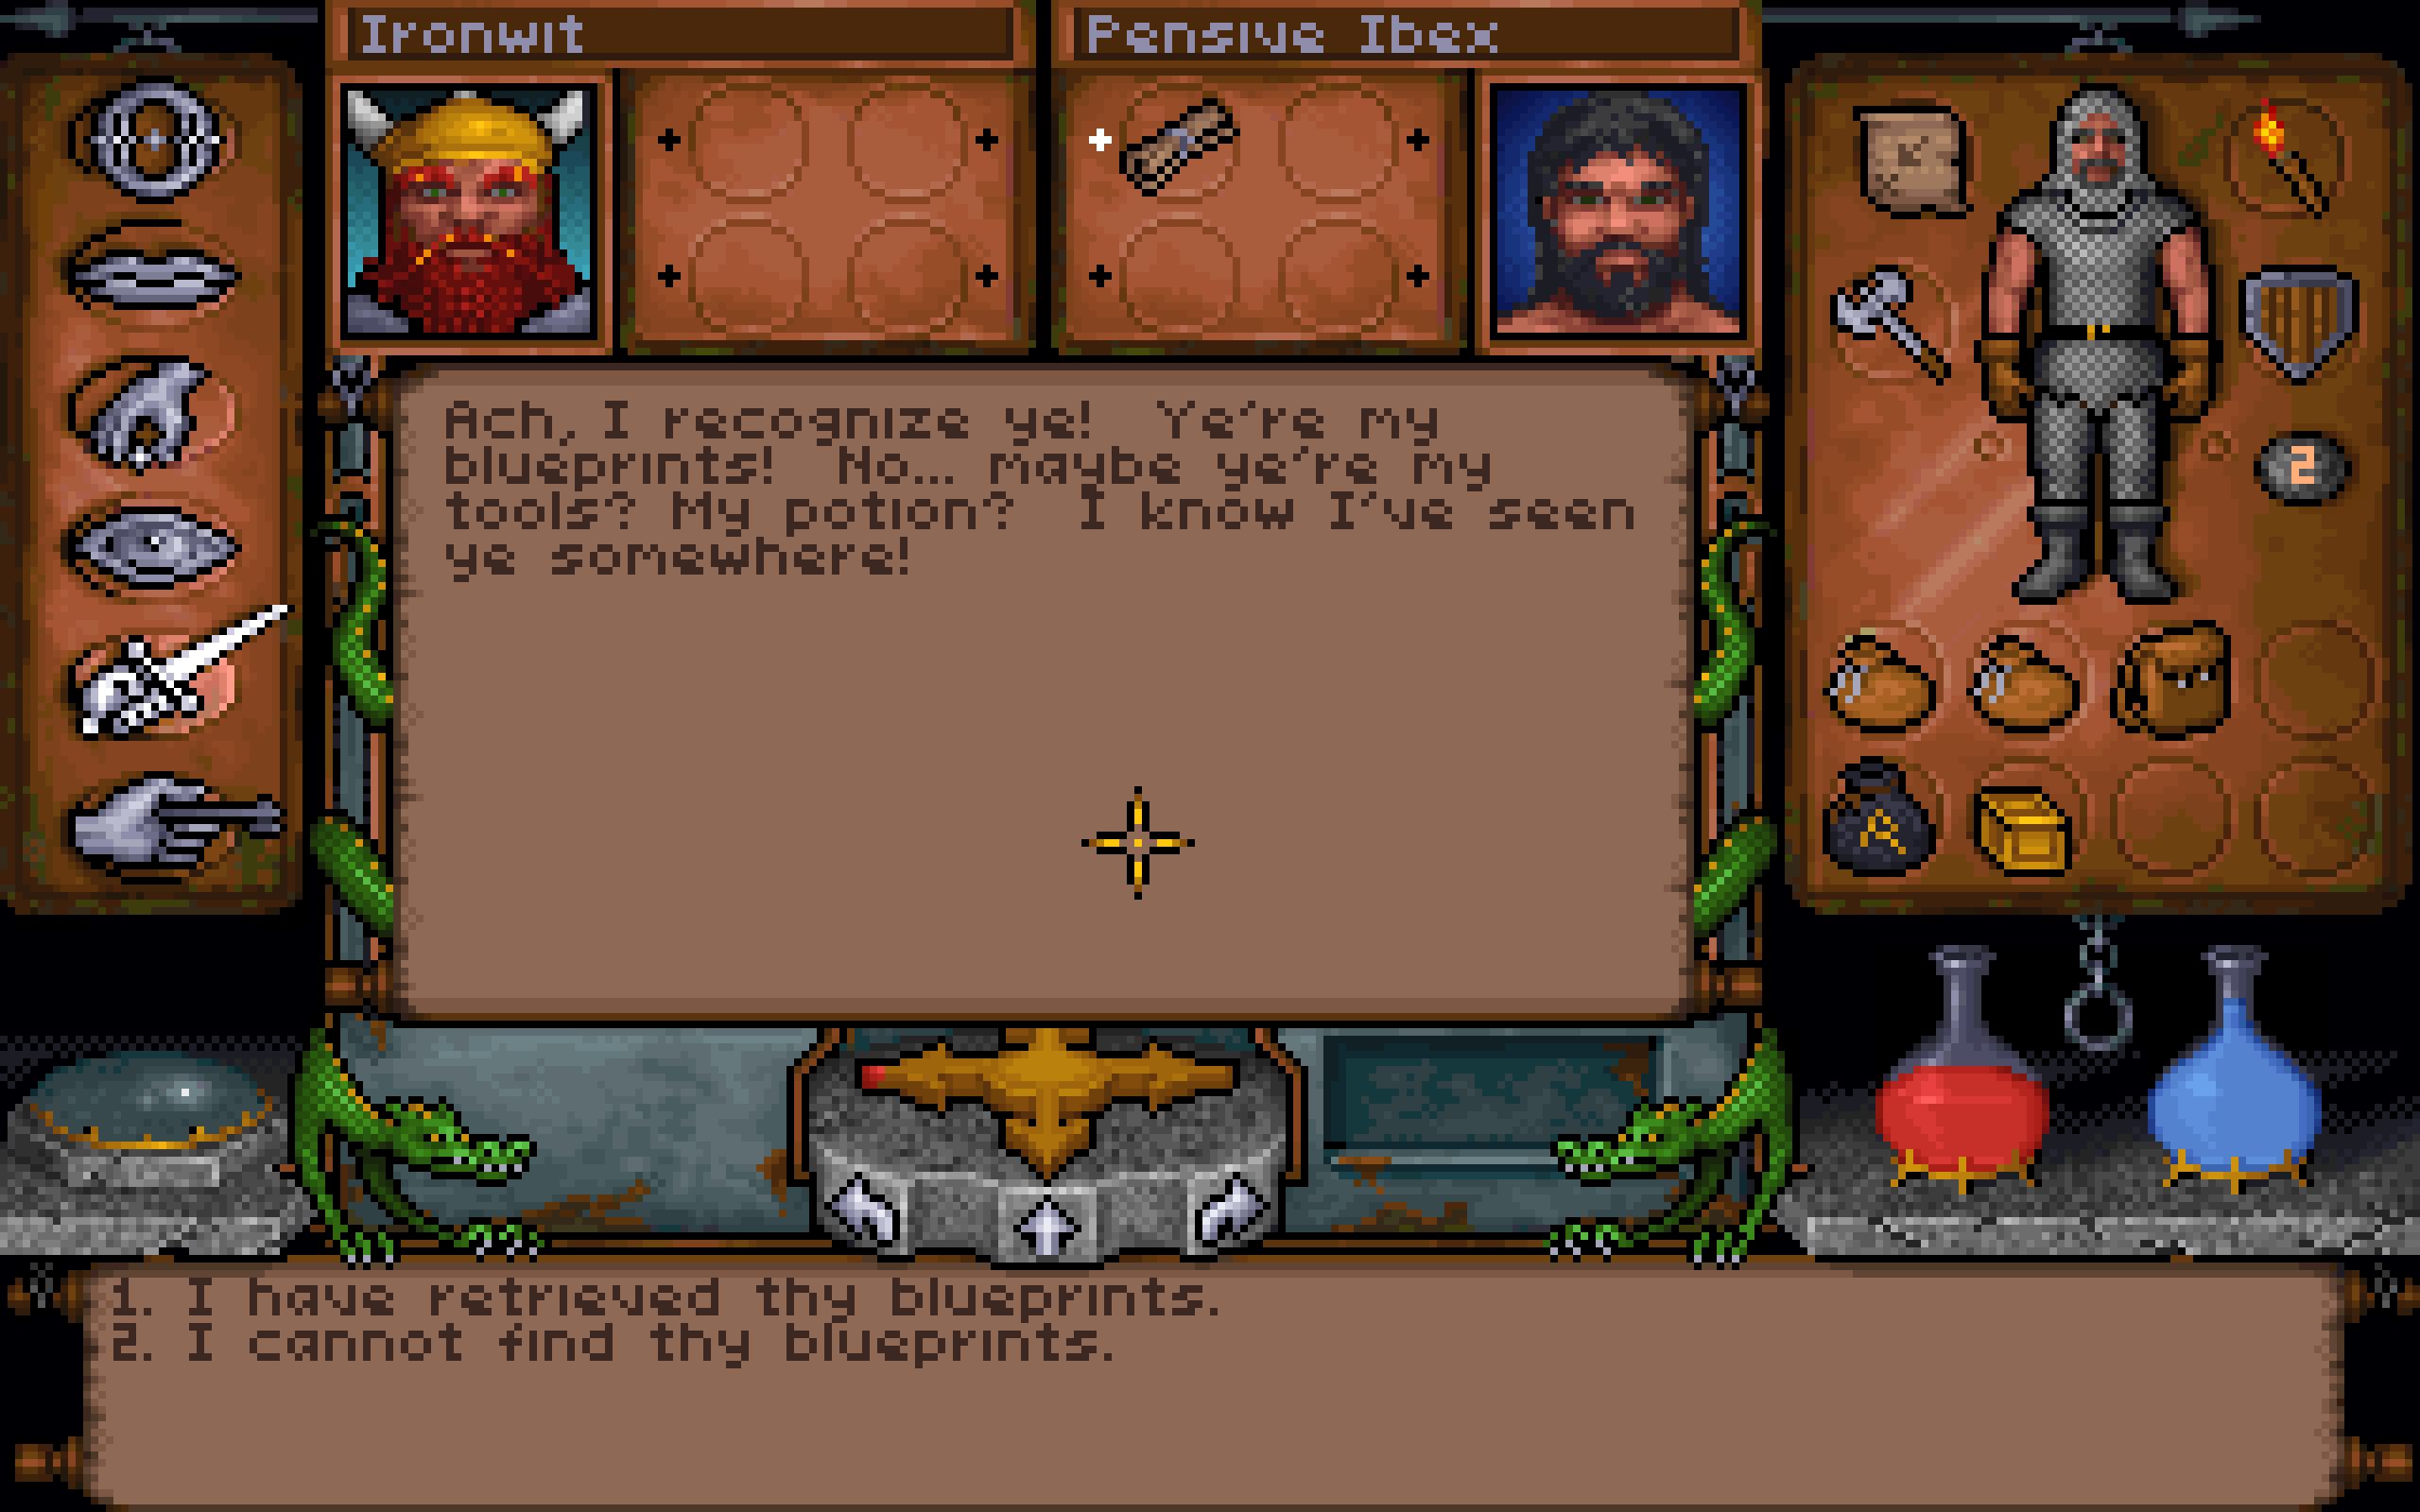 Ironwit
Pensive Ibex
Ach, I recognize ye!  Ye're my
blueprints!  No... maybe ye're my
tools? My potion?  I know I've seen
ye somewhere!
2
A
1. I have retrieved thy blueprints.
2. I cannot find thy blueprints.